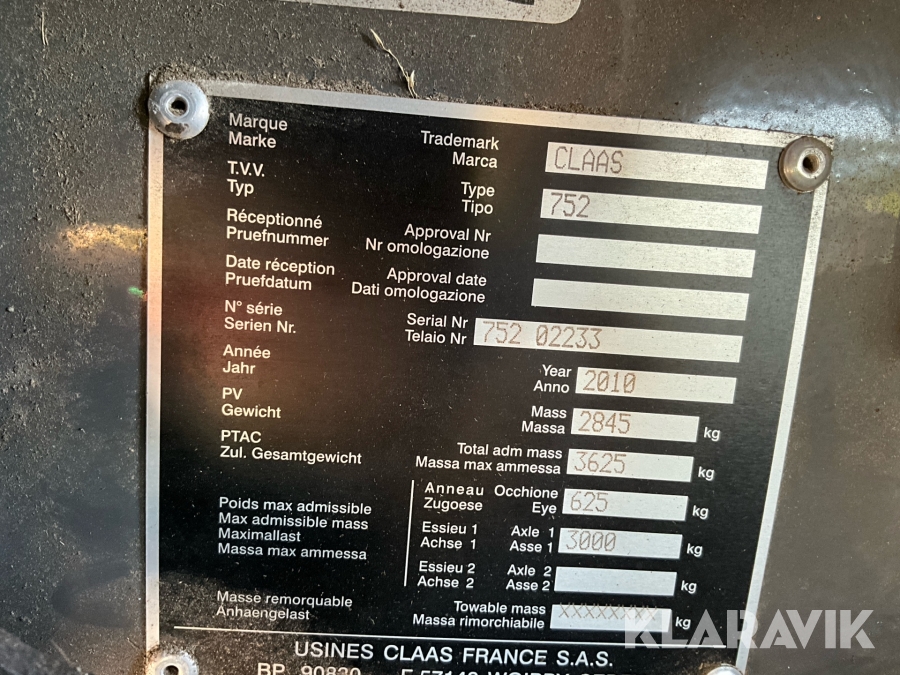 Marque Trademark CLAAS
Marke Marca
T.V.V. Type 752
Typ Tipo
Réceptionné Approval Nr
Pruefnummer Nr omologazione
Date réception Approval date
Pruefdatum Dati omologazione
N° série Serial Nr 752 02233
Serien Nr. Telaio Nr
Année Year 2010
Jahr Anno
PV Mass 2845 kg
Gewicht Massa
PTAC Total adm mass 3625 kg
Zul. Gesamtgewicht Massa max ammessa
Anneau Occhione 625 kg
Zugoese Eye
Poids max admissible
Max admissible mass
Maximallast
Massa max ammessa
Essieu 1 Axle 1 3000 kg
Achse 1 Asse 1
Essieu 2 Axle 2 kg
Achse 2 Asse 2
Masse remorquable Towable mass XXXXXXXX kg
Anhaengelast Massa rimorchiabile
USINES CLAAS FRANCE S.A.S.
BP 90820
KLARAVIK